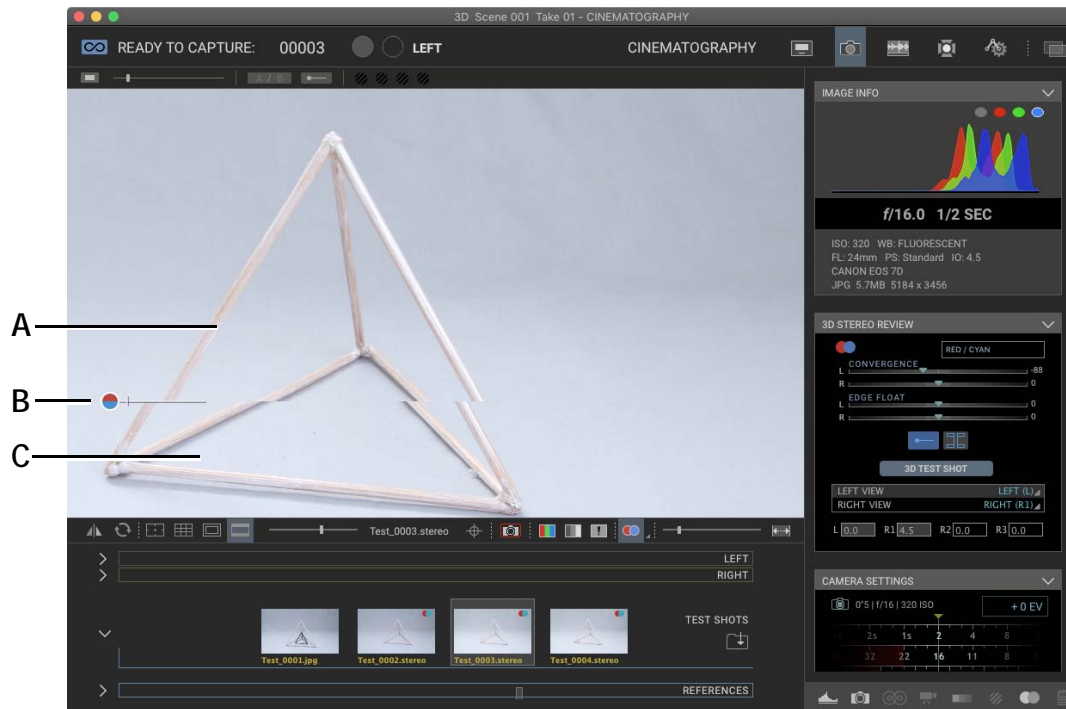 3D Scene 001 Take 01 - CINEMATOGRAPHY
READY TO CAPTURE: 00003 LEFT CINEMATOGRAPHY
A / B
IMAGE INFO
f/16.0 1/2 SEC
ISO: 320 WB: FLUORESCENT
FL: 24mm PS: Standard IO: 4.5
CANON EOS 7D
JPG 5.7MB 5184 x 3456
A
B
C
3D STEREO REVIEW
RED / CYAN
CONVERGENCE
L -88
R 0
EDGE FLOAT
L 0
R 0
3D TEST SHOT
LEFT VIEW LEFT (L)
RIGHT VIEW RIGHT (R1)
L 0.0 R1 4.5 R2 0.0 R3 0.0
Test_0003.stereo
LEFT
RIGHT
TEST SHOTS
Test_0001.jpg Test_0002.stereo Test_0003.stereo Test_0004.stereo
REFERENCES
CAMERA SETTINGS
0"5 | f/16 | 320 ISO + 0 EV
2s 1s 2 4 8
32 22 16 11 8